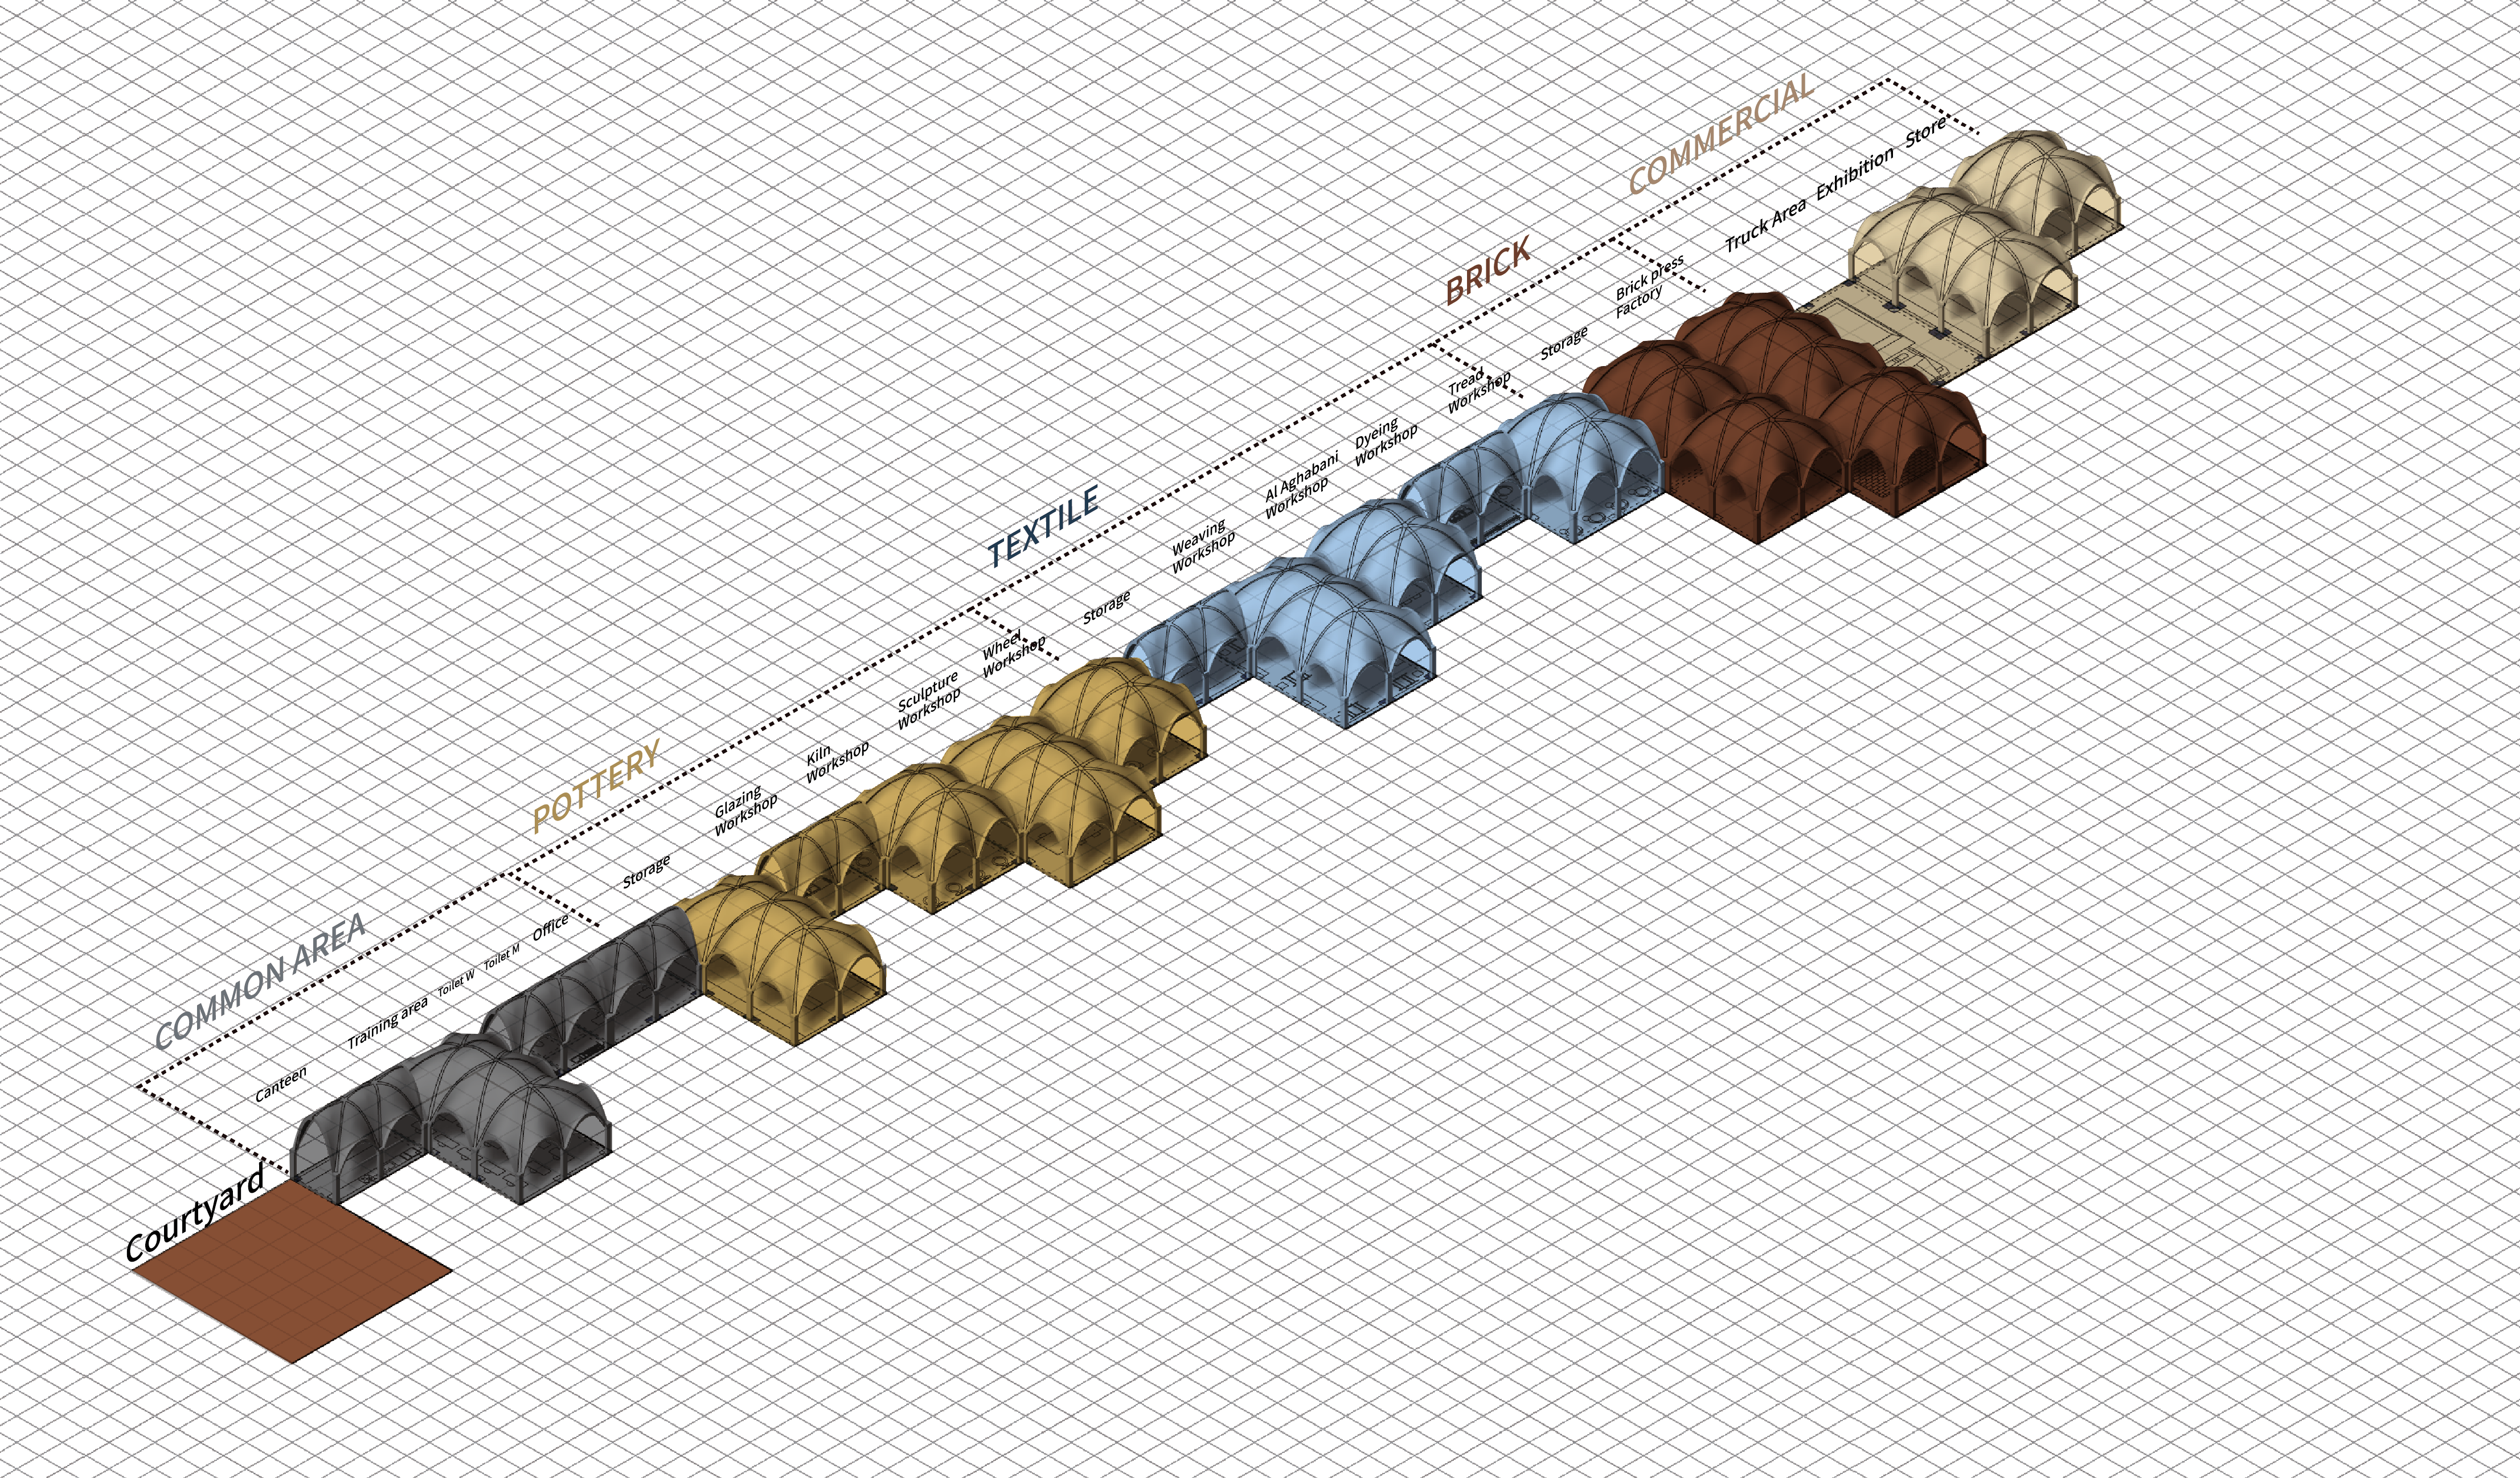 COMMERCIAL
Store
Exhibition
Truck Area
BRICK
Brick press
Factory
Storage
TEXTILE
Tread
Workshop
Dyeing
Workshop
Al Aghabani
Workshop
Weaving
Workshop
Storage
POTTERY
Wheel
Workshop
Sculpture
Workshop
Kiln
Workshop
Glazing
Workshop
Storage
COMMON AREA
Office
Toilet M
Toilet W
Training area
Canteen
Courtyard